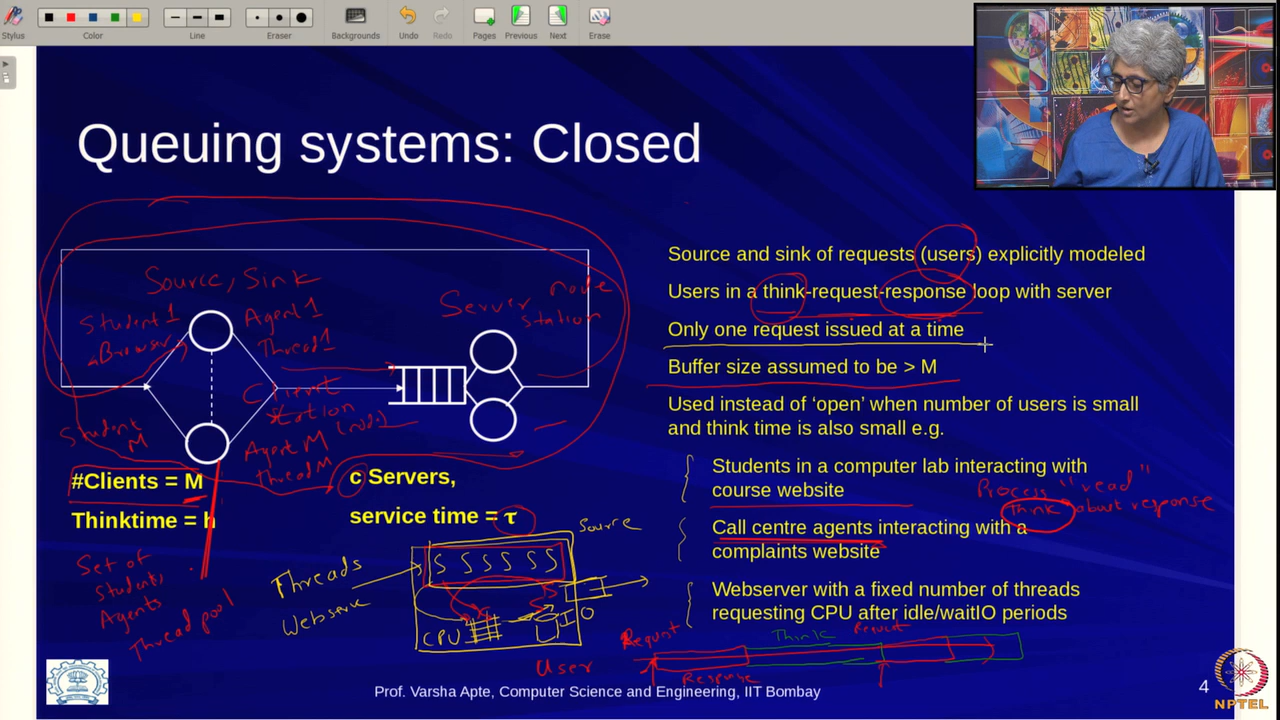 Stylus
Color
Line
Eraser
Backgrounds
Undo
Redo
Pages
Previous
Next
Erase
Queuing systems: Closed
Source and sink of requests (users) explicitly modeled
Users in a think-request-response loop with server
Only one request issued at a time
Buffer size assumed to be > M
Used instead of ‘open’ when number of users is small
and think time is also small e.g.
Students in a computer lab interacting with
course website
Call centre agents interacting with a
complaints website
Webserver with a fixed number of threads
requesting CPU after idle/waitIO periods
Source, Sink
Student 1
Browser
Agent 1
Thread 1
Server node
station
Client
station
(node)
Student
M
Agent M
Thread M
#Clients = M
Thinktime = h
c Servers,
service time = τ
Set of
Students
Agents
Thread pool
Threads
Source
S S S S S S
CPU
IO
Process "read"
Think about response
Request
Think
Request
User
Response
Prof. Varsha Apte, Computer Science and Engineering, IIT Bombay
4
NPTEL